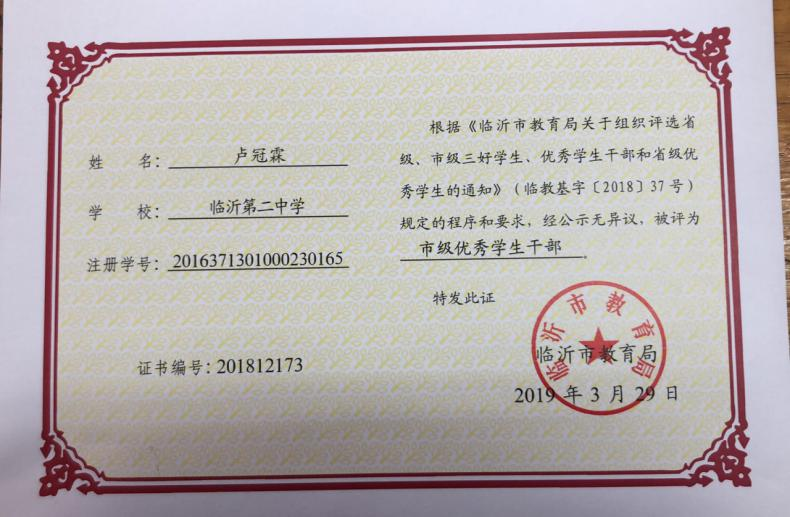 姓 名：卢冠霖
学 校：临沂第二中学
注册学号：2016371301000230165
证书编号：201812173
根据《临沂市教育局关于组织评选省
级、市级三好学生、优秀学生干部和省级优
秀学生的通知》（临教基字〔2018〕37号）
规定的程序和要求，经公示无异议，被评为
市级优秀学生干部。
特发此证
临沂市教育局
临沂市教育局
2019 年 3 月 29 日